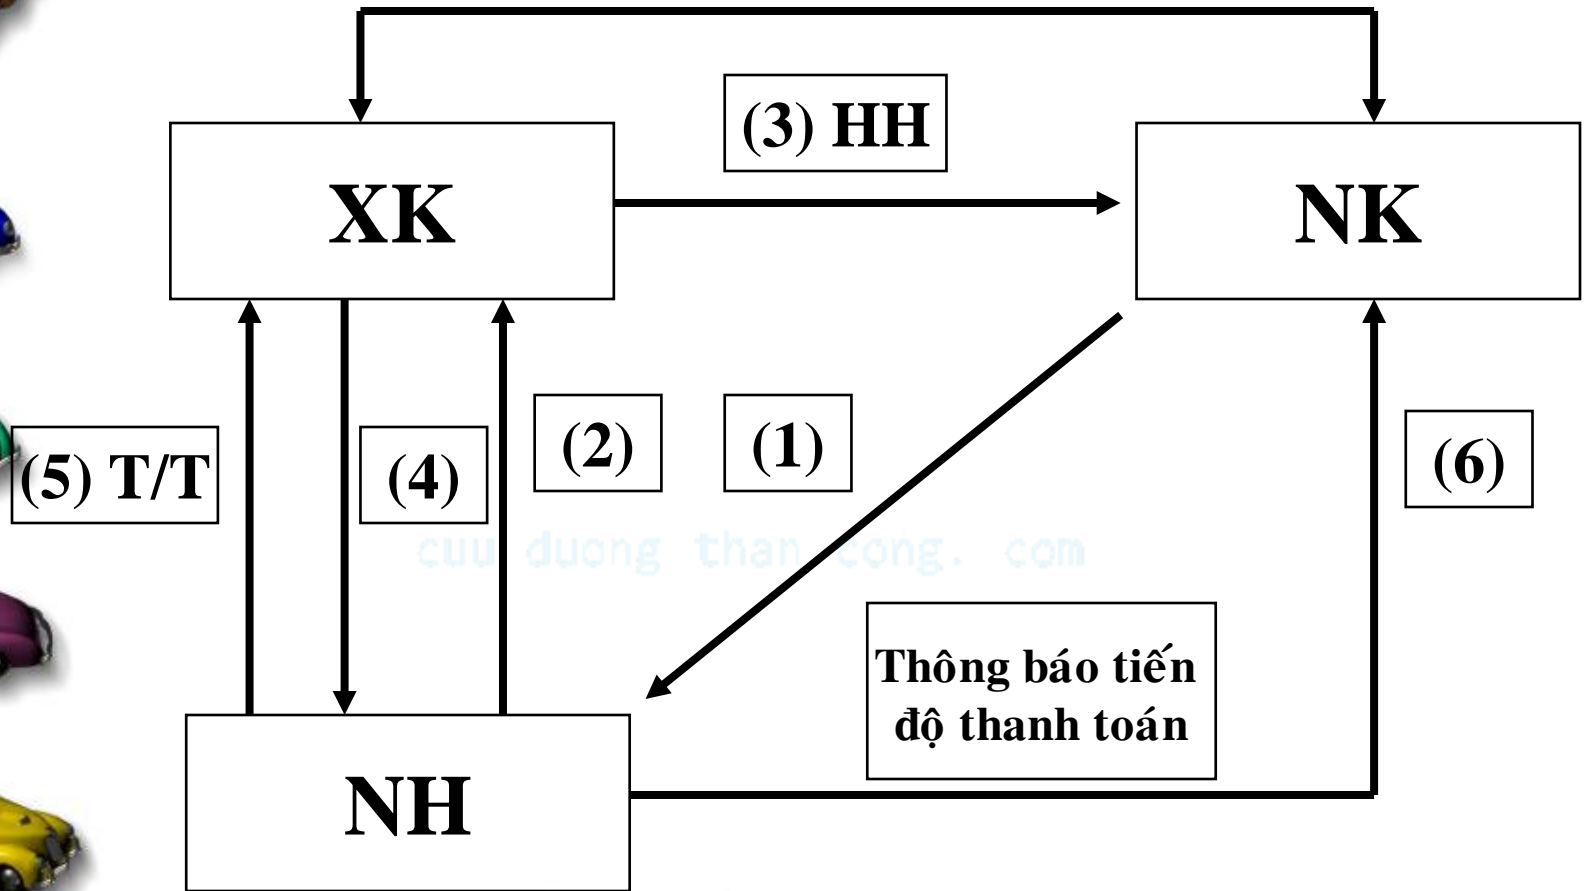 (3) HH
XK
NK
(2)
(1)
(5) T/T
(4)
(6)
cuu duong than cong. com
Thông báo tiến
độ thanh toán
NH